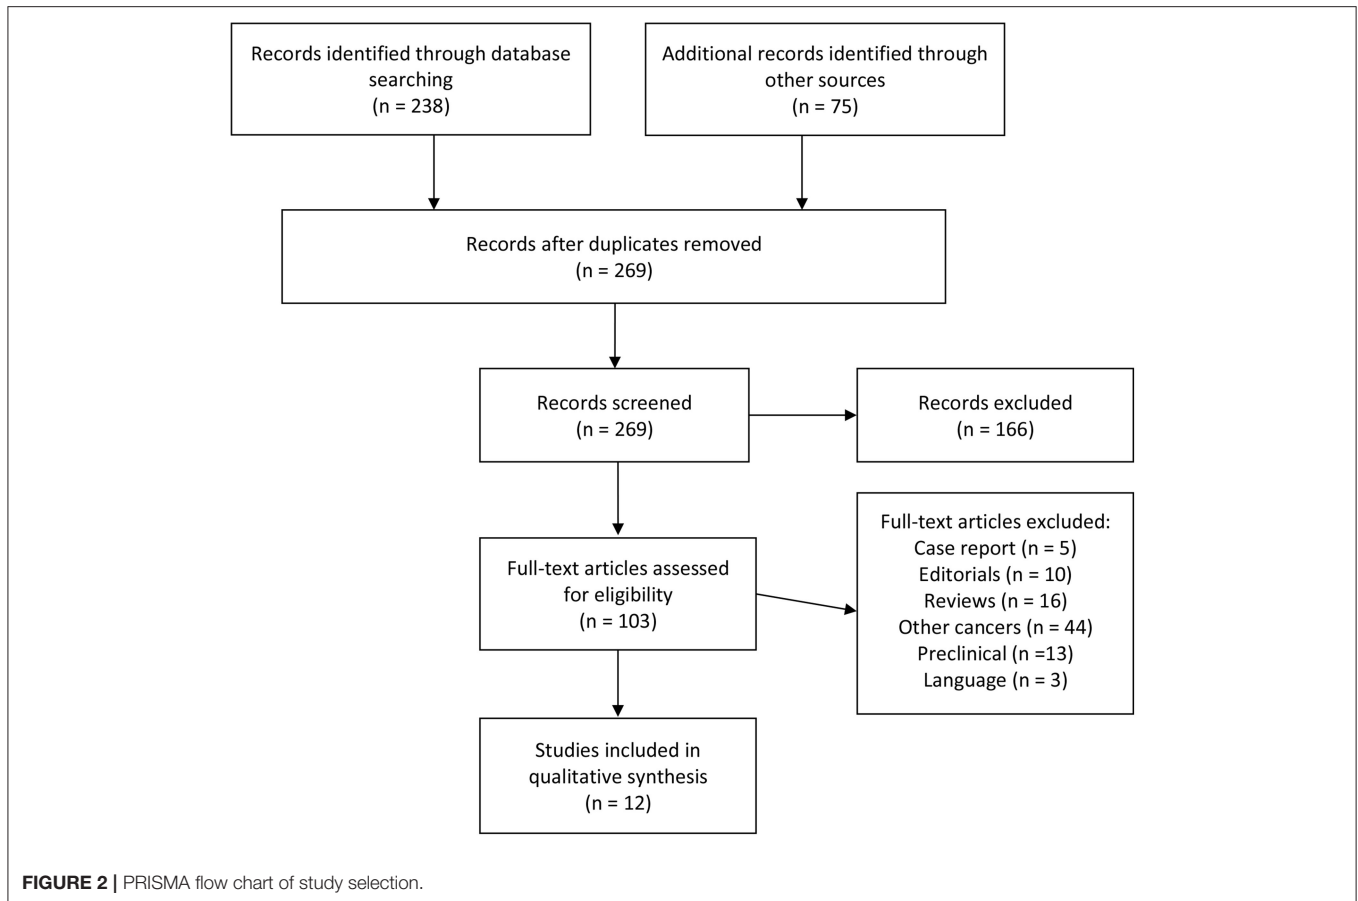 Records identified through database
searching
(n = 238)
Additional records identified through
other sources
(n = 75)
Records after duplicates removed
(n = 269)
Records screened
(n = 269)
Records excluded
(n = 166)
Full-text articles assessed
for eligibility
(n = 103)
Full-text articles excluded:
Case report (n = 5)
Editorials (n = 10)
Reviews (n = 16)
Other cancers (n = 44)
Preclinical (n =13)
Language (n = 3)
Studies included in
qualitative synthesis
(n = 12)
FIGURE 2 | PRISMA flow chart of study selection.